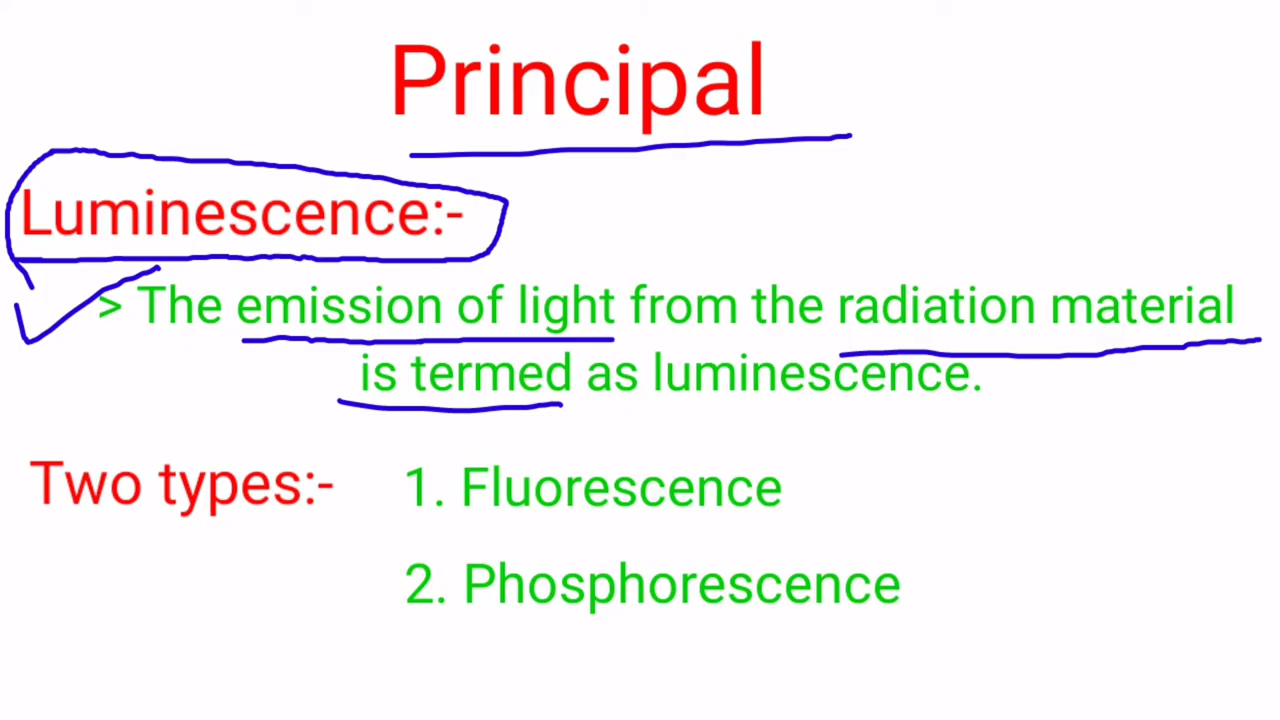 Principal
Luminescence:-
> The emission of light from the radiation material
is termed as luminescence.
Two types:- 1. Fluorescence
2. Phosphorescence